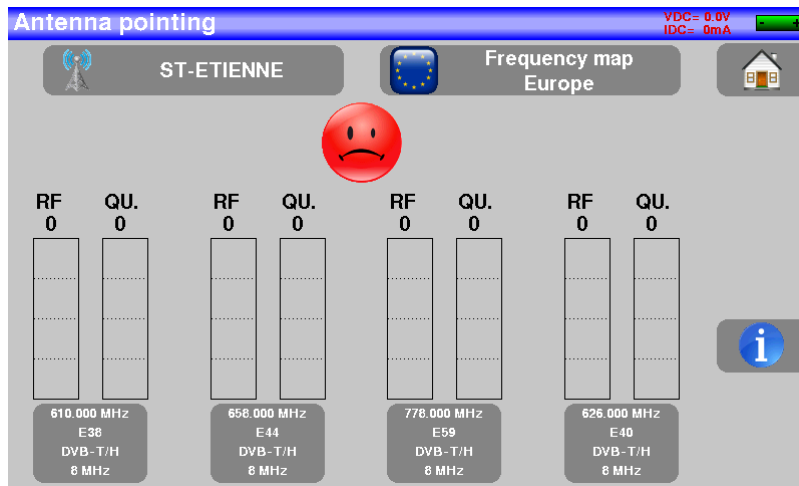 Antenna pointing
VDC= 0.0V
IDC= 0mA
- +
ST-ETIENNE
Frequency map
Europe
RF QU. RF QU. RF QU. RF QU.
0 0 0 0 0 0 0 0
i
610.000 MHz 658.000 MHz 778.000 MHz 626.000 MHz
E38 E44 E59 E40
DVB-T/H DVB-T/H DVB-T/H DVB-T/H
8 MHz 8 MHz 8 MHz 8 MHz